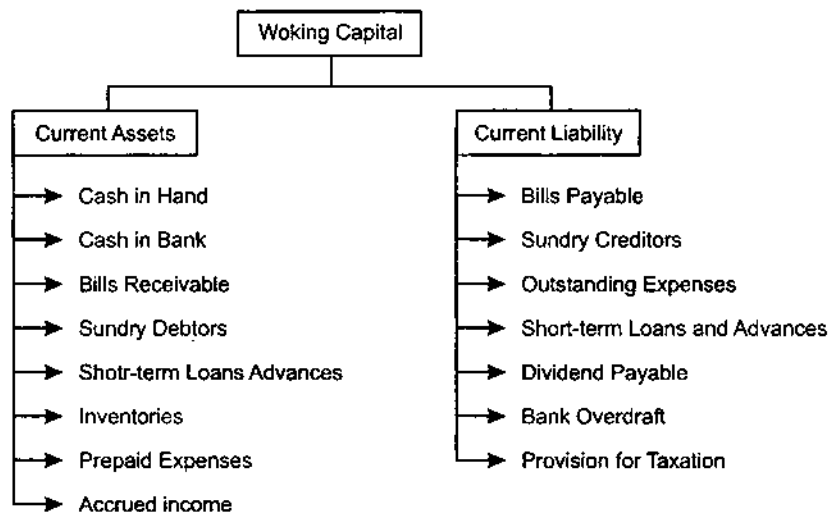 Woking Capital
Current Assets
Cash in Hand
Cash in Bank
Bills Receivable
Sundry Debtors
Shotr-term Loans Advances
Inventories
Prepaid Expenses
Accrued income
Current Liability
Bills Payable
Sundry Creditors
Outstanding Expenses
Short-term Loans and Advances
Dividend Payable
Bank Overdraft
Provision for Taxation